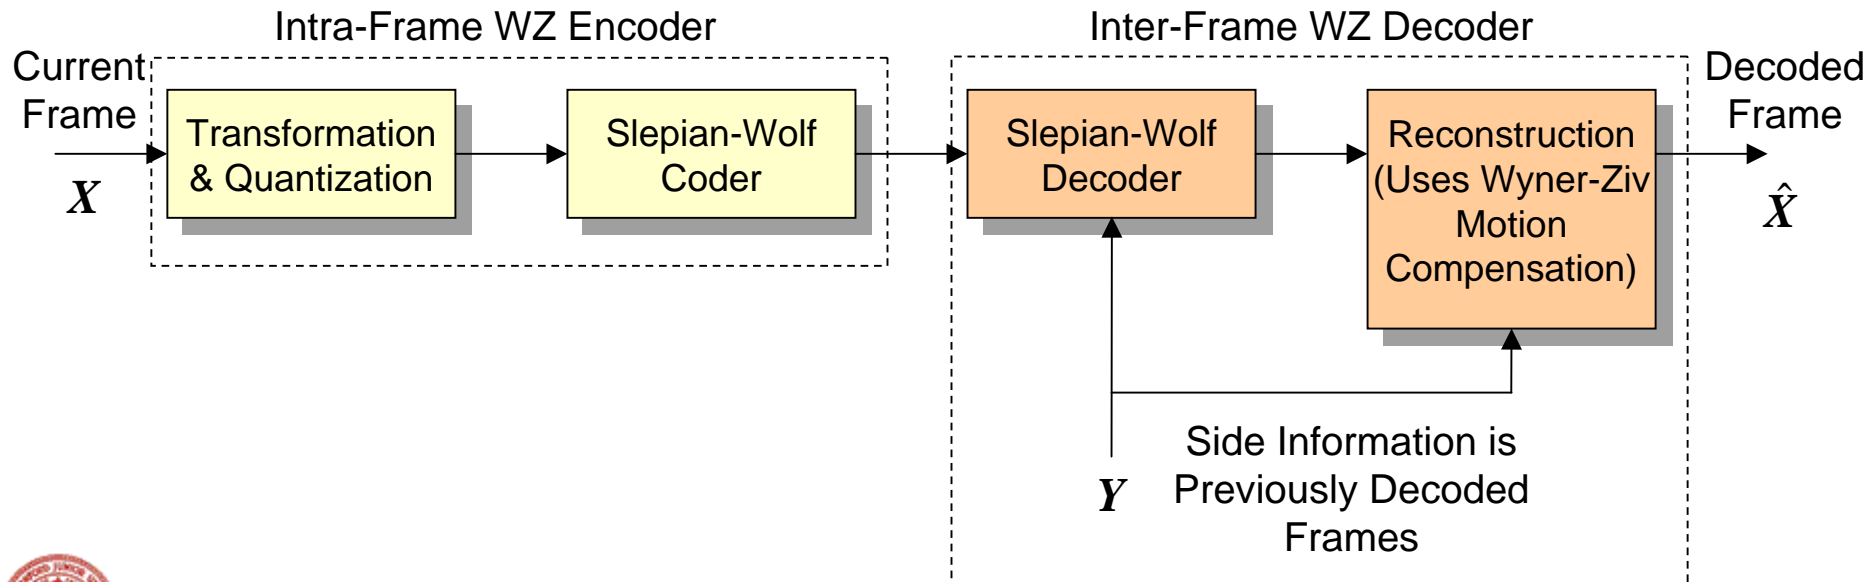 Intra-Frame WZ Encoder
Inter-Frame WZ Decoder
Current
Frame
X
Transformation
& Quantization
Slepian-Wolf
Coder
Slepian-Wolf
Decoder
Reconstruction
(Uses Wyner-Ziv
Motion
Compensation)
Decoded
Frame
X̂
Y
Side Information is
Previously Decoded
Frames